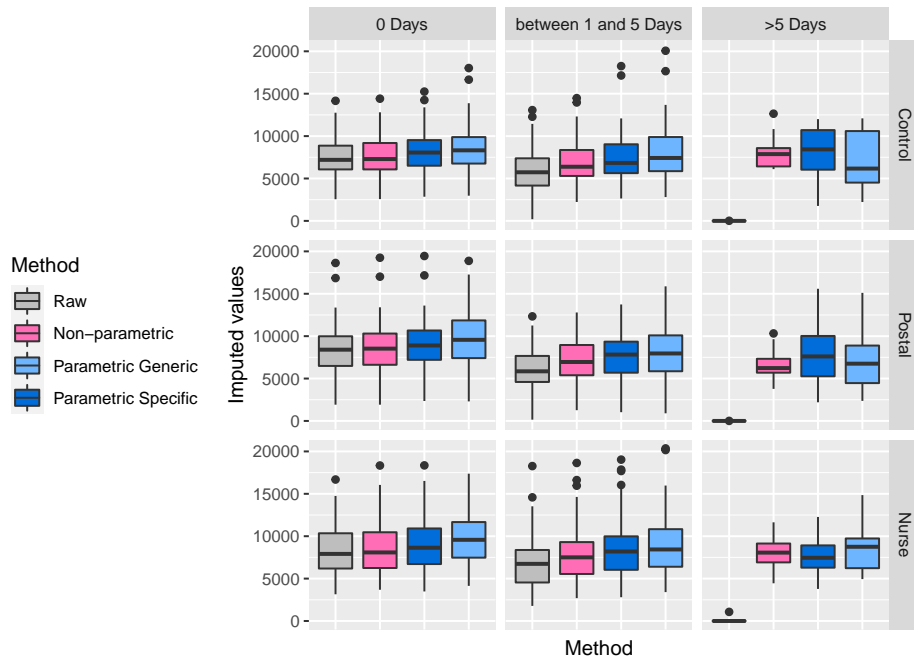 0 Days
between 1 and 5 Days
>5 Days
20000
15000
10000
5000
0
Control
20000
15000
10000
5000
0
Postal
20000
15000
10000
5000
0
Nurse
Imputed values
Method
Method
Raw
Non−parametric
Parametric Generic
Parametric Specific